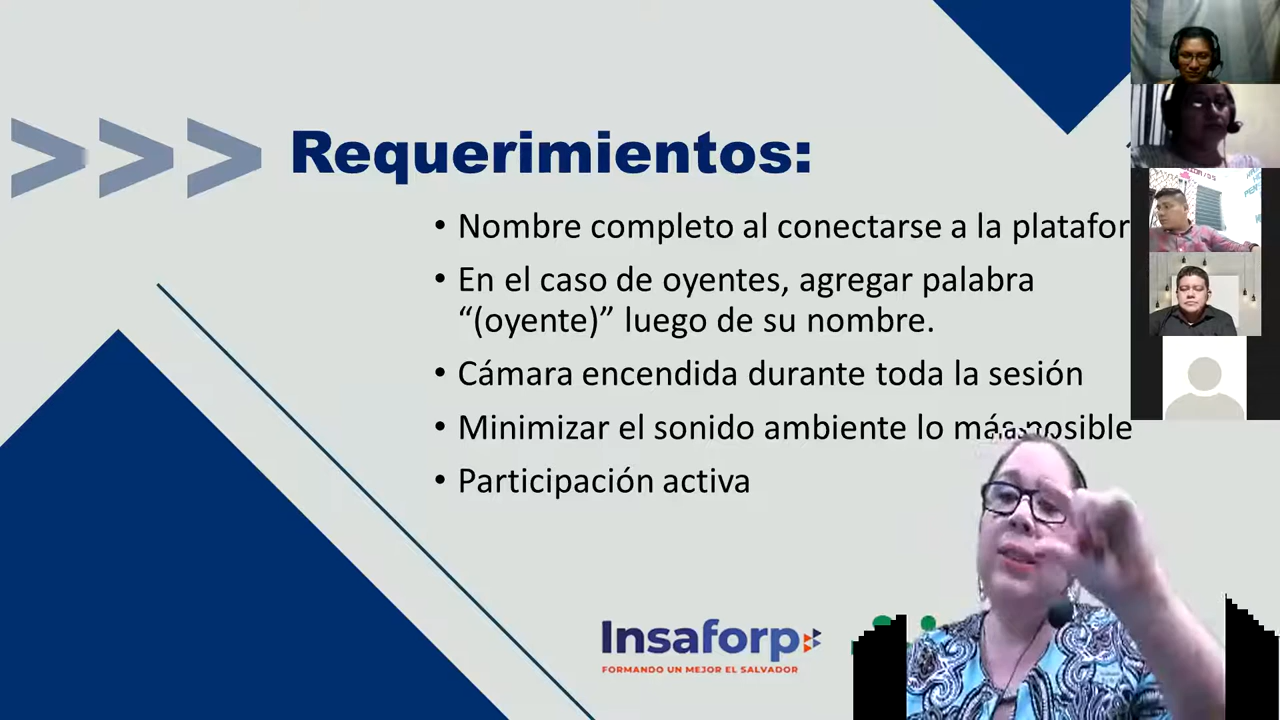 >>> Requerimientos:
• Nombre completo al conectarse a la platafor
• En el caso de oyentes, agregar palabra
“(oyente)” luego de su nombre.
• Cámara encendida durante toda la sesión
• Minimizar el sonido ambiente lo más posible
• Participación activa
Insaforp
FORMANDO UN MEJOR EL SALVADOR